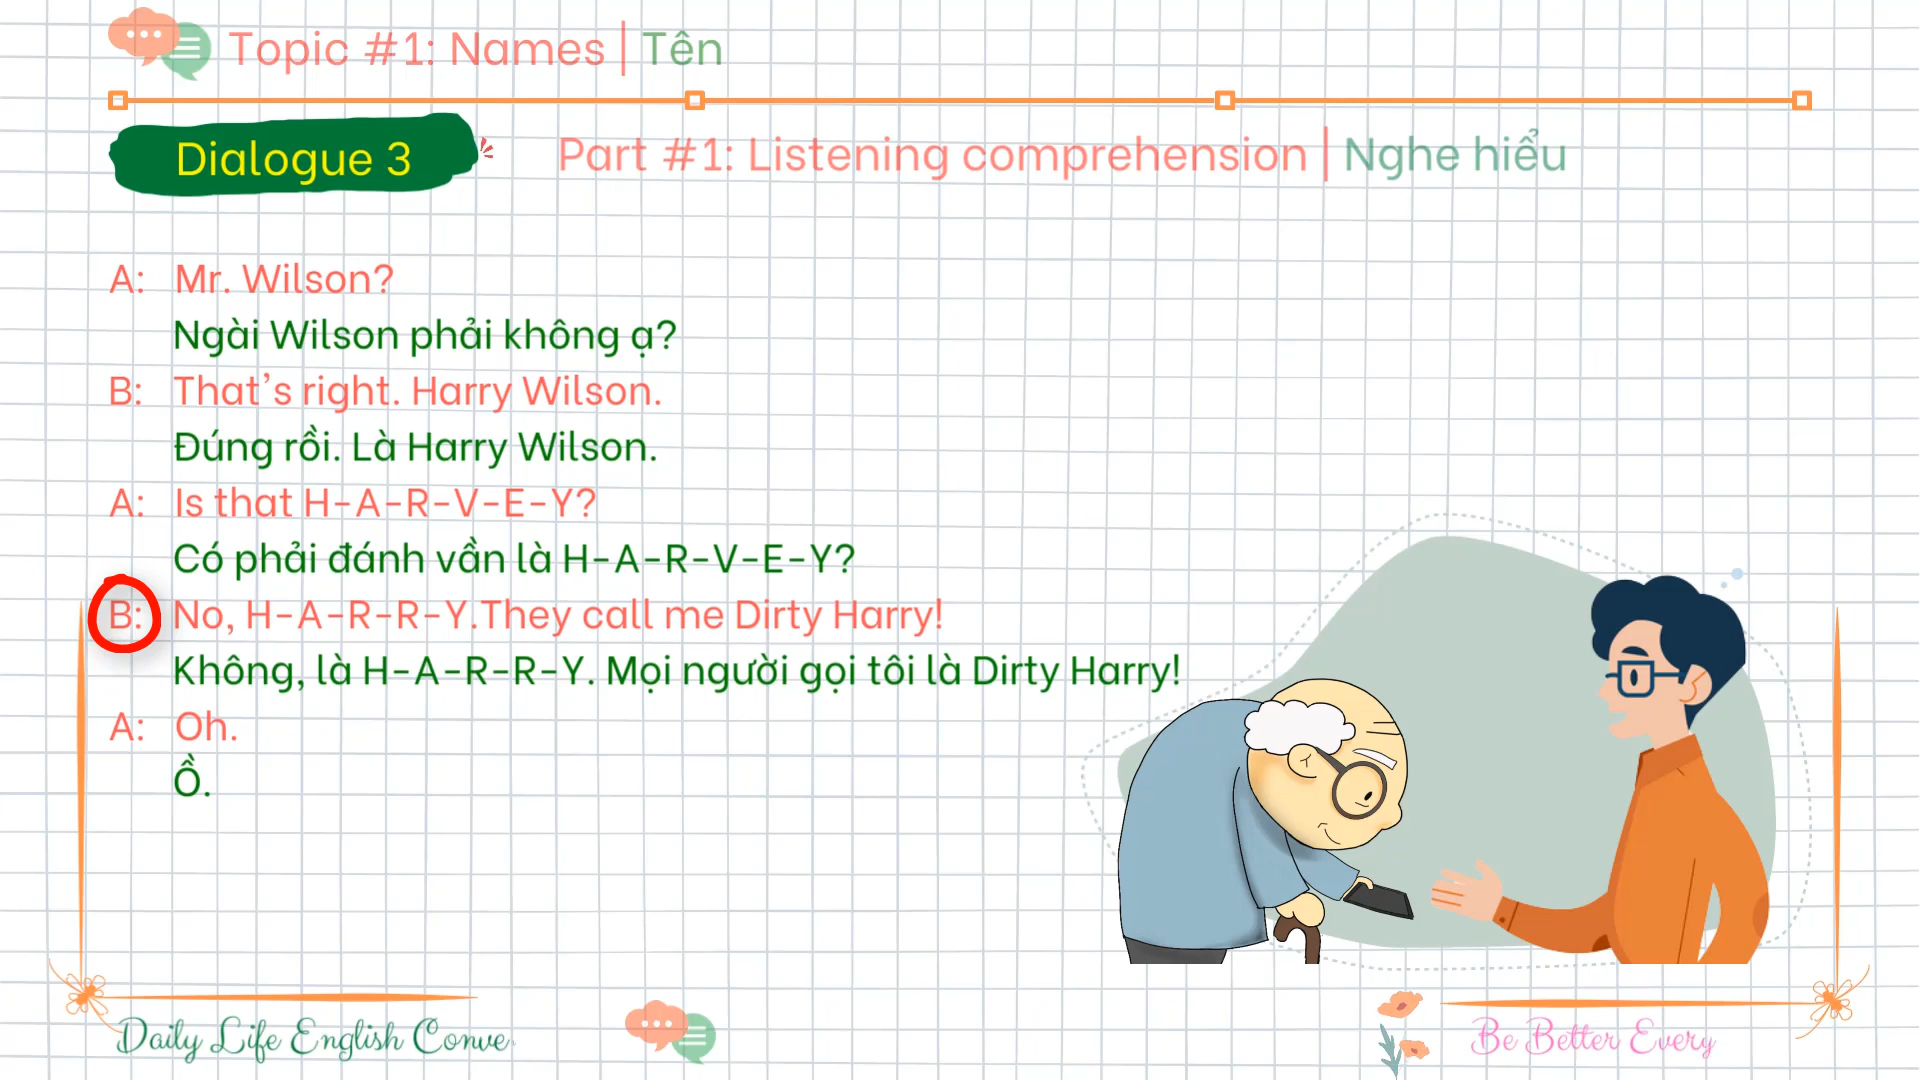 Topic #1: Names | Tên
Dialogue 3
Part #1: Listening comprehension | Nghe hiểu
A: Mr. Wilson?
Ngài Wilson phải không ạ?
B: That's right. Harry Wilson.
Đúng rồi. Là Harry Wilson.
A: Is that H-A-R-V-E-Y?
Có phải đánh vần là H-A-R-V-E-Y?
B: No, H-A-R-R-Y.They call me Dirty Harry!
Không, là H-A-R-R-Y. Mọi người gọi tôi là Dirty Harry!
A: Oh.
Ồ.
Daily Life English Conve
Be Better Every